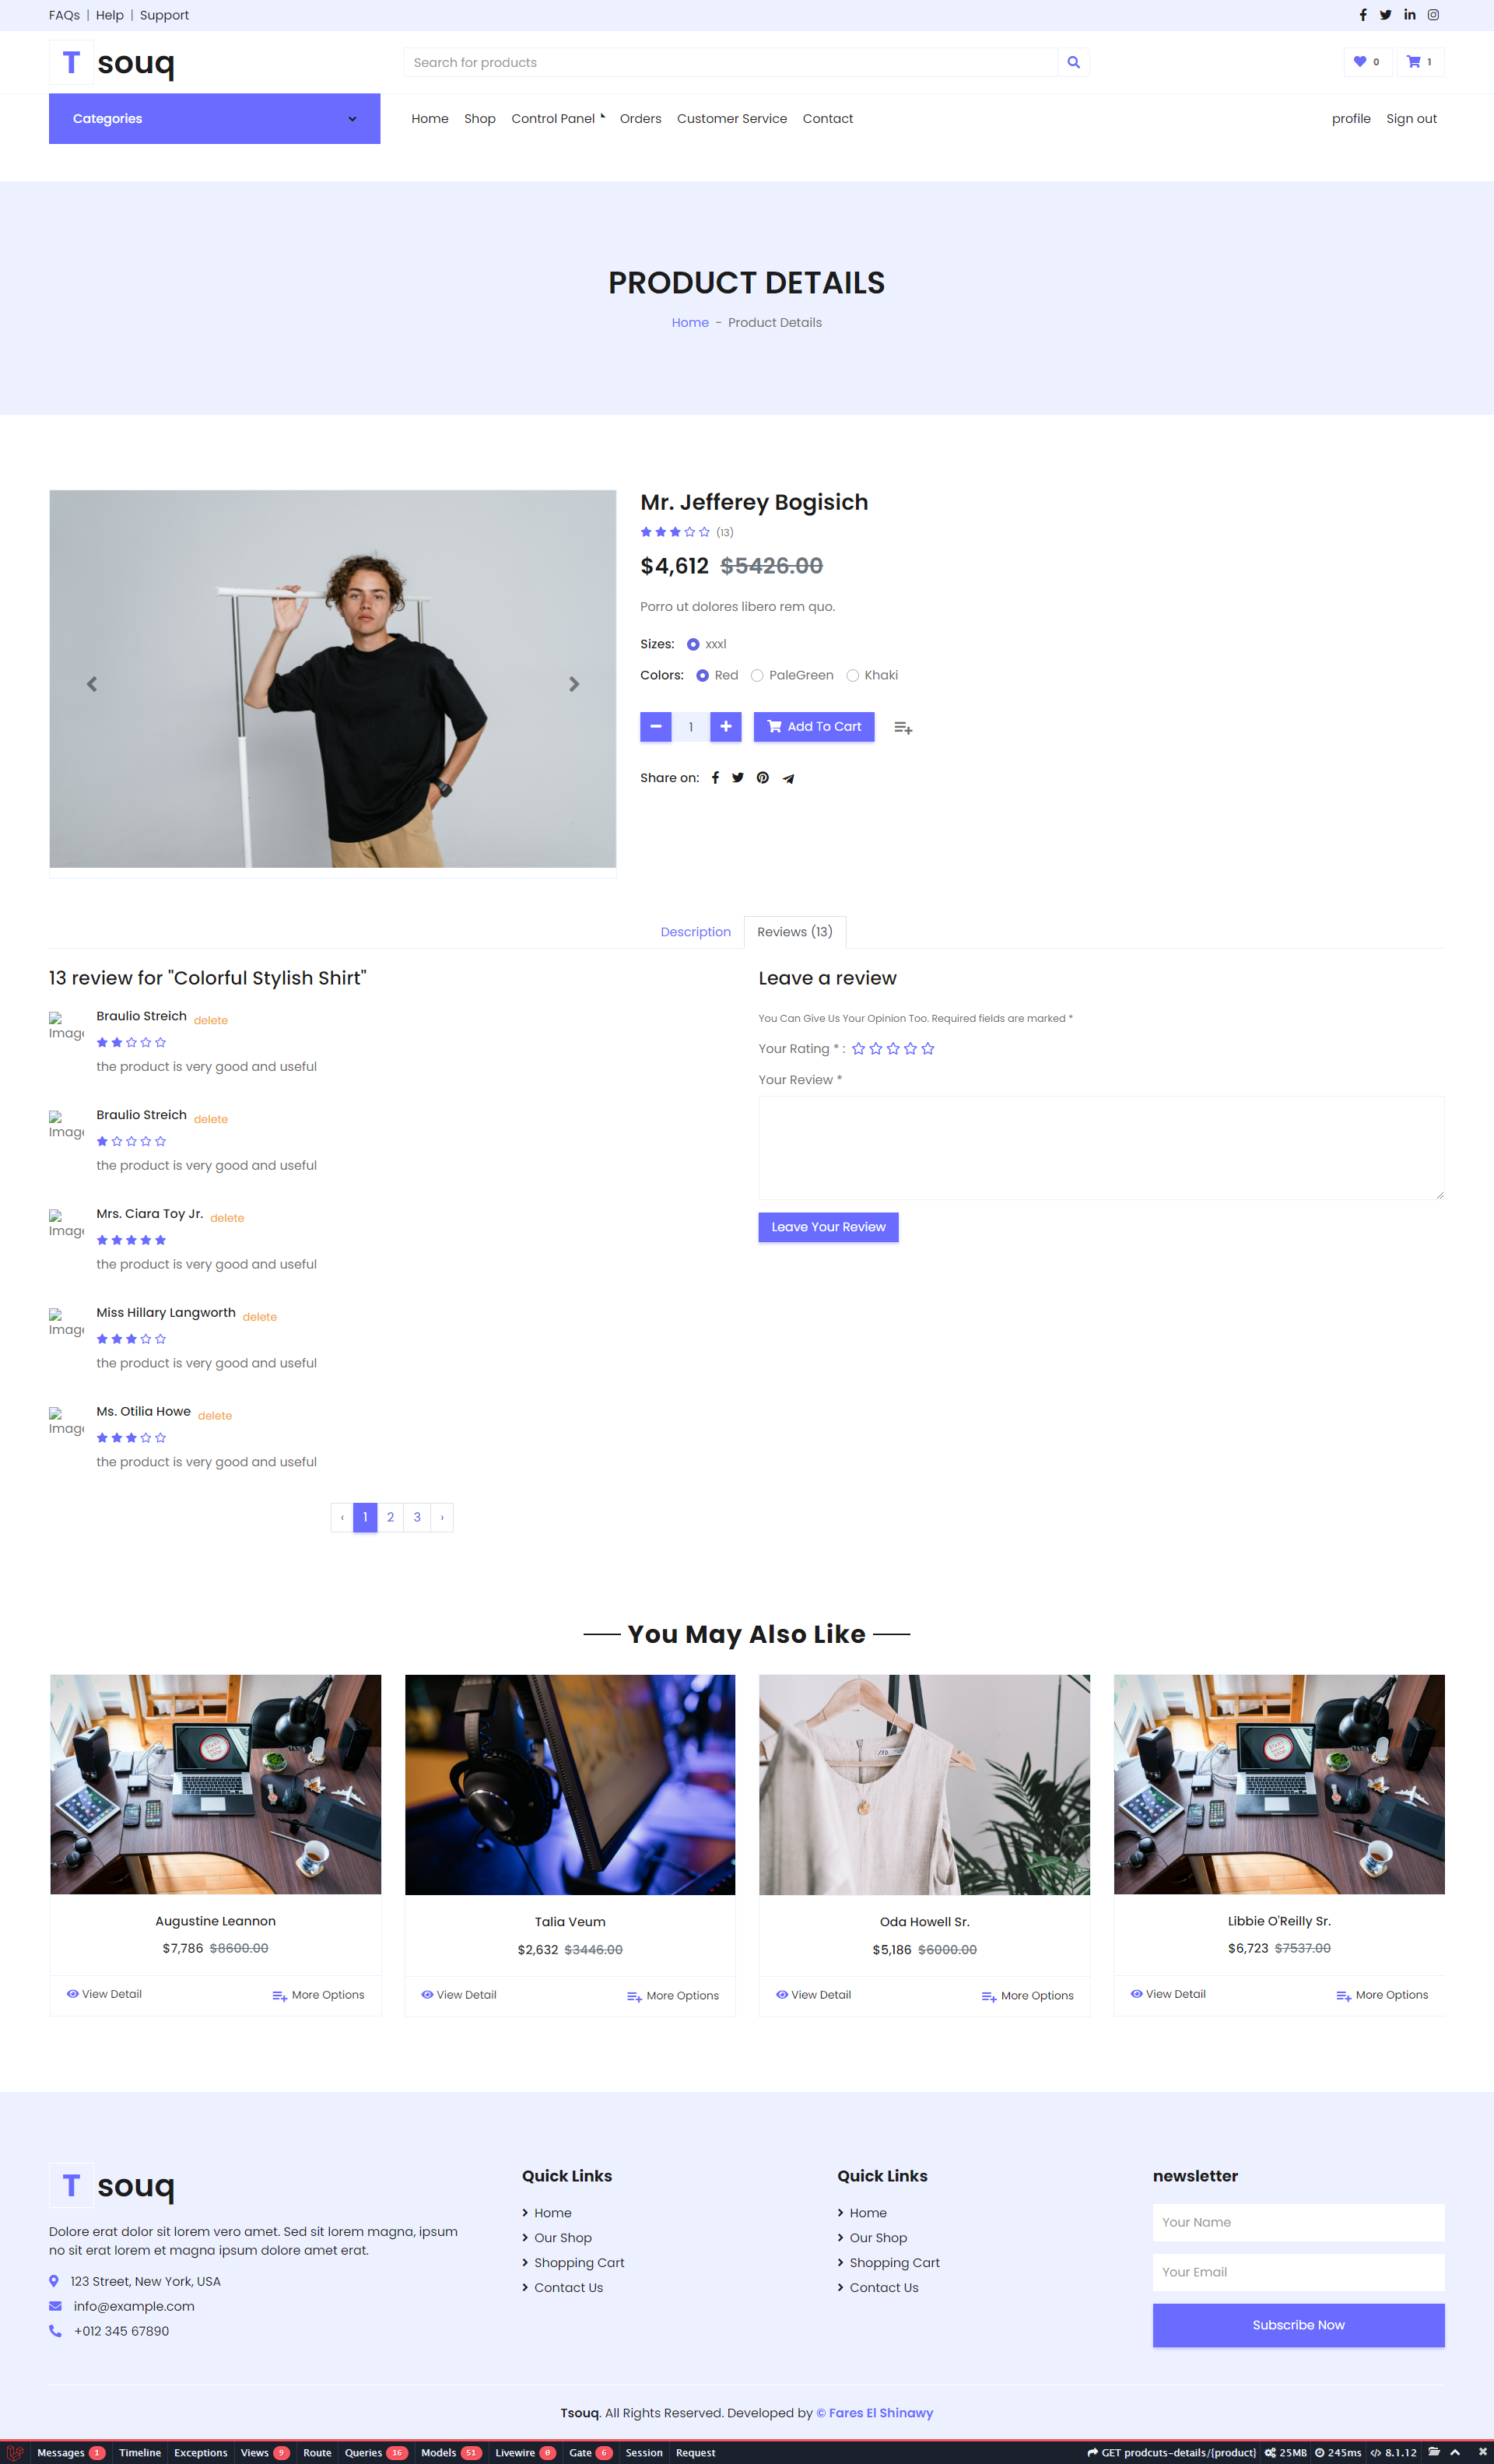 FAQs | Help | Support
T souq
Search for products
0
1
Categories
Home Shop Control Panel Orders Customer Service Contact
profile Sign out
PRODUCT DETAILS
Home - Product Details
Mr. Jefferey Bogisich
(13)
$4,612 $5426.00
Porro ut dolores libero rem quo.
Sizes: xxxl
Colors: Red PaleGreen Khaki
1
Add To Cart
Share on:
Description
Reviews (13)
13 review for "Colorful Stylish Shirt"
Image
Braulio Streich delete
the product is very good and useful
Image
Braulio Streich delete
the product is very good and useful
Image
Mrs. Ciara Toy Jr. delete
the product is very good and useful
Image
Miss Hillary Langworth delete
the product is very good and useful
Image
Ms. Otilia Howe delete
the product is very good and useful
‹ 1 2 3 ›
Leave a review
You Can Give Us Your Opinion Too. Required fields are marked *
Your Rating * :
Your Review *
Leave Your Review
You May Also Like
Augustine Leannon
$7,786 $8600.00
View Detail
More Options
Talia Veum
$2,632 $3446.00
View Detail
More Options
Oda Howell Sr.
$5,186 $6000.00
View Detail
More Options
Libbie O'Reilly Sr.
$6,723 $7537.00
View Detail
More Options
T souq
Dolore erat dolor sit lorem vero amet. Sed sit lorem magna, ipsum
no sit erat lorem et magna ipsum dolore amet erat.
123 Street, New York, USA
info@example.com
+012 345 67890
Quick Links
Home
Our Shop
Shopping Cart
Contact Us
Quick Links
Home
Our Shop
Shopping Cart
Contact Us
newsletter
Your Name
Your Email
Subscribe Now
Tsouq. All Rights Reserved. Developed by © Fares El Shinawy
Messages 1 Timeline Exceptions Views 9 Route Queries 16 Models 51 Livewire 0 Gate 6 Session Request
GET prodcuts-details/{product} 25MB 245ms 8.1.12